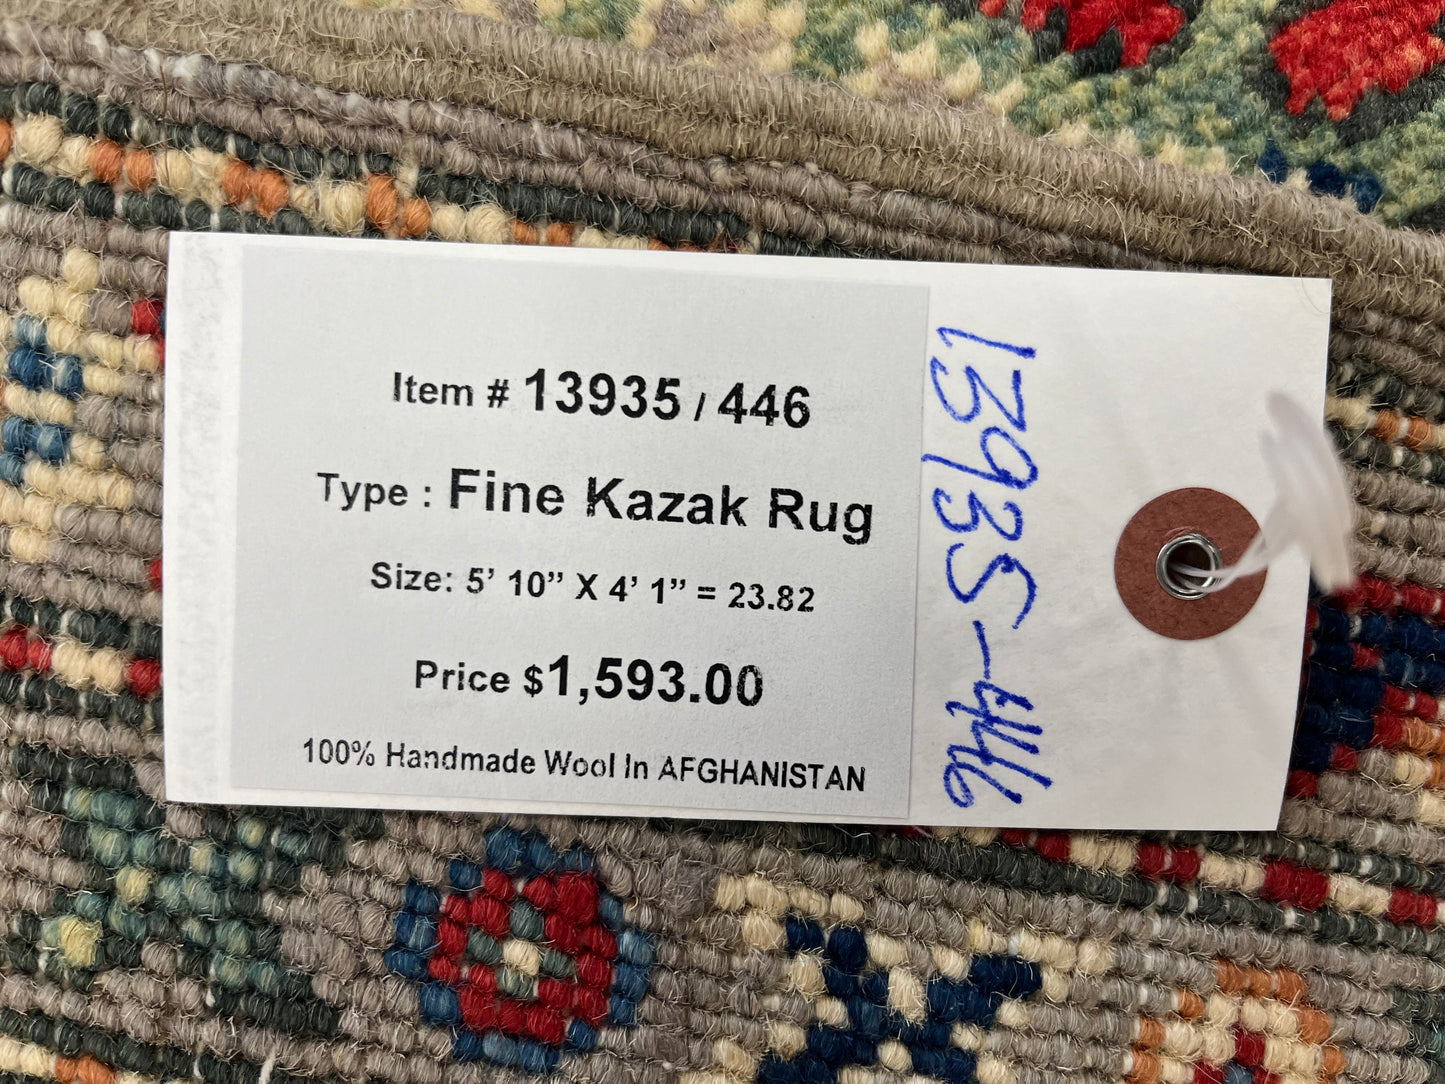 Item # 13935 / 446
Type : Fine Kazak Rug
Size: 5’ 10” X 4’ 1” = 23.82
Price $1,593.00
100% Handmade Wool In AFGHANISTAN
13935-446